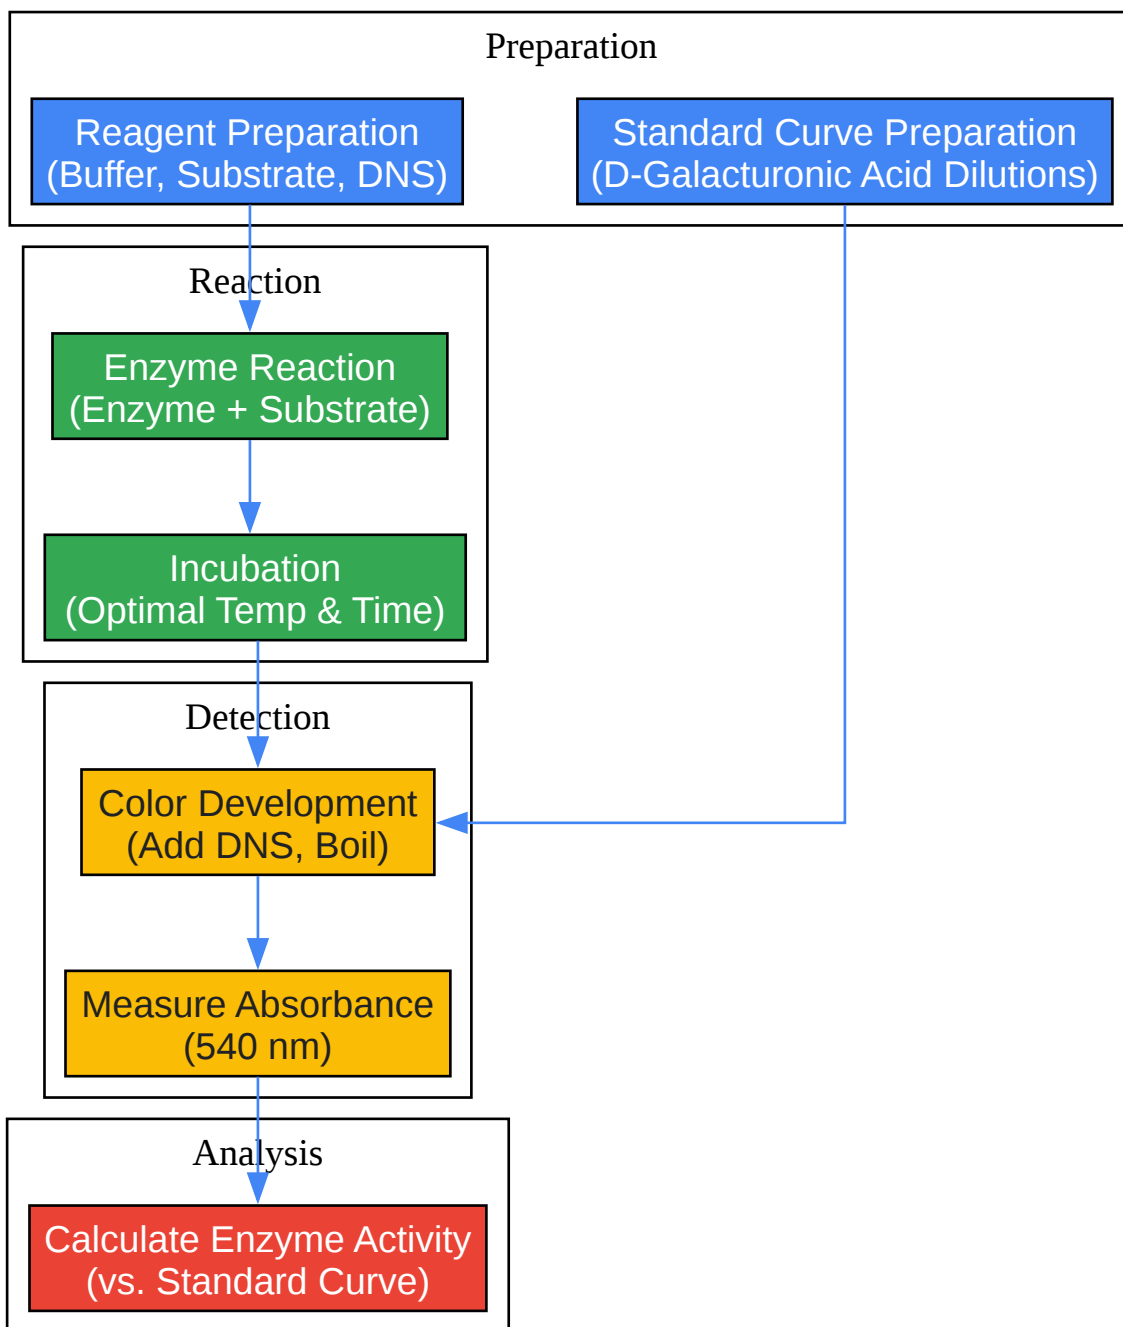 Preparation
Reagent Preparation
(Buffer, Substrate, DNS)
Standard Curve Preparation
(D-Galacturonic Acid Dilutions)
Reaction
Enzyme Reaction
(Enzyme + Substrate)
Incubation
(Optimal Temp & Time)
Detection
Color Development
(Add DNS, Boil)
Measure Absorbance
(540 nm)
Analysis
Calculate Enzyme Activity
(vs. Standard Curve)